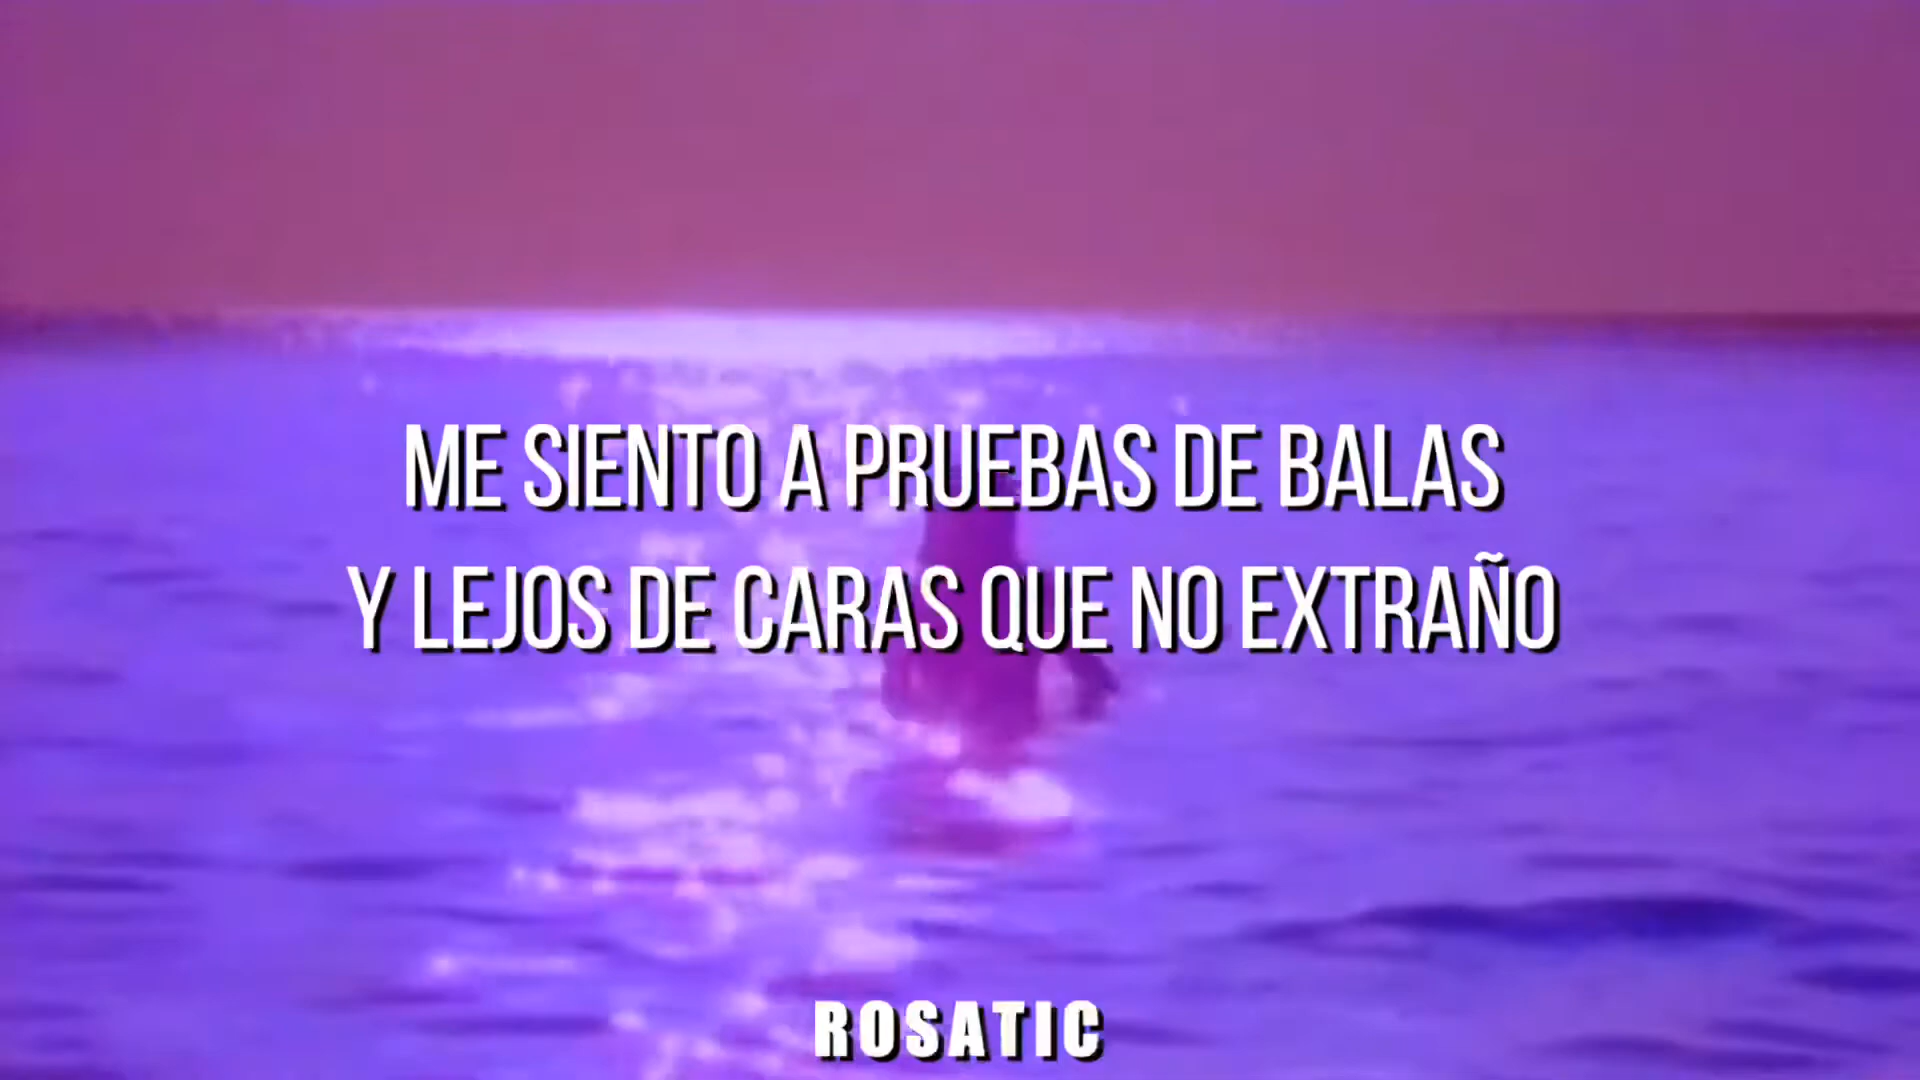 ME SIENTO A PRUEBAS DE BALAS
Y LEJOS DE CARAS QUE NO EXTRAÑO
ROSATIC